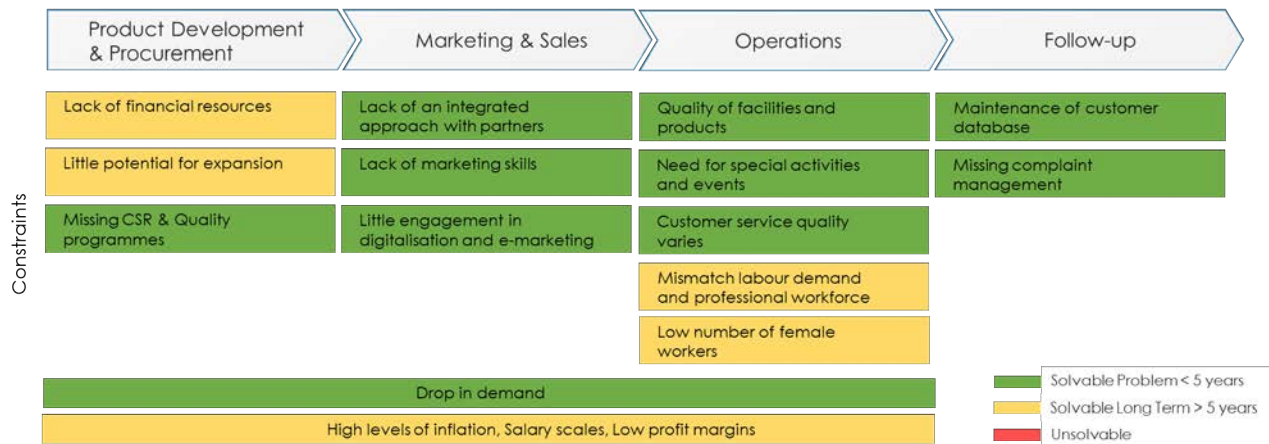 Product Development
& Procurement
Marketing & Sales
Operations
Follow-up
Constraints
Lack of financial resources
Little potential for expansion
Missing CSR & Quality
programmes
Lack of an integrated
approach with partners
Lack of marketing skills
Little engagement in
digitalisation and e-marketing
Quality of facilities and
products
Need for special activities
and events
Customer service quality
varies
Mismatch labour demand
and professional workforce
Low number of female
workers
Maintenance of customer
database
Missing complaint
management
Drop in demand
High levels of inflation, Salary scales, Low profit margins
Solvable Problem < 5 years
Solvable Long Term > 5 years
Unsolvable